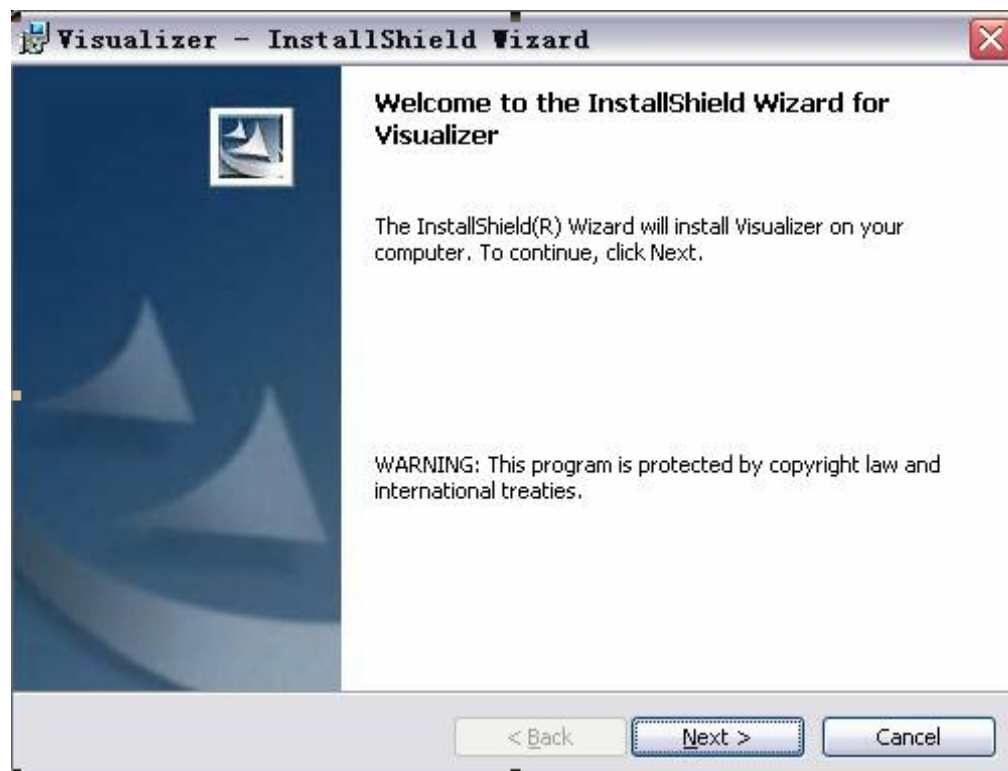 Visualizer - InstallShield Wizard
Welcome to the InstallShield Wizard for
Visualizer
The InstallShield(R) Wizard will install Visualizer on your
computer. To continue, click Next.
WARNING: This program is protected by copyright law and
international treaties.
< Back
Next >
Cancel